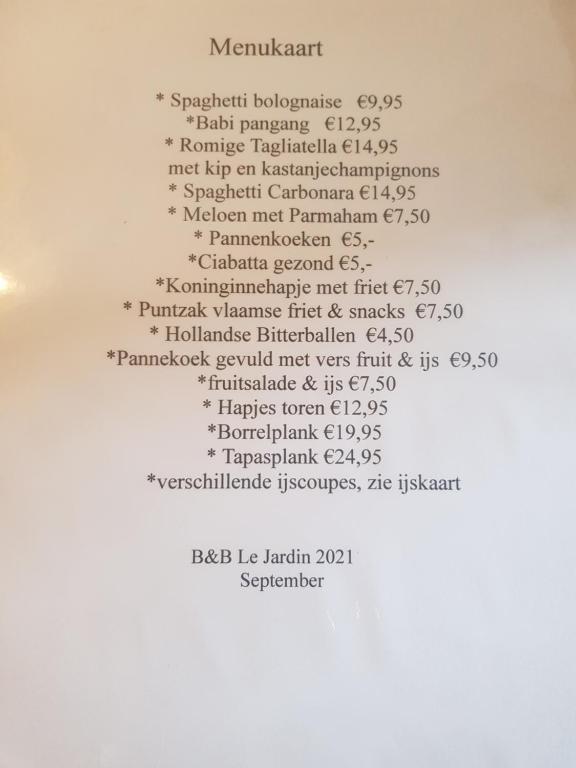 Menukaart
* Spaghetti bolognaise €9,95
*Babi pangang €12,95
* Romige Tagliatella €14,95
met kip en kastanjechampignons
* Spaghetti Carbonara €14,95
* Meloen met Parmaham €7,50
* Pannenkoeken €5,-
*Ciabatta gezond €5,-
*Koninginnehapje met friet €7,50
* Puntzak vlaamse friet & snacks €7,50
* Hollandse Bitterballen €4,50
*Pannekoek gevuld met vers fruit & ijs €9,50
*fruitsalade & ijs €7,50
* Hapjes toren €12,95
*Borrelplank €19,95
* Tapasplank €24,95
*verschillende ijscoupes, zie ijskaart
B&B Le Jardin 2021
September